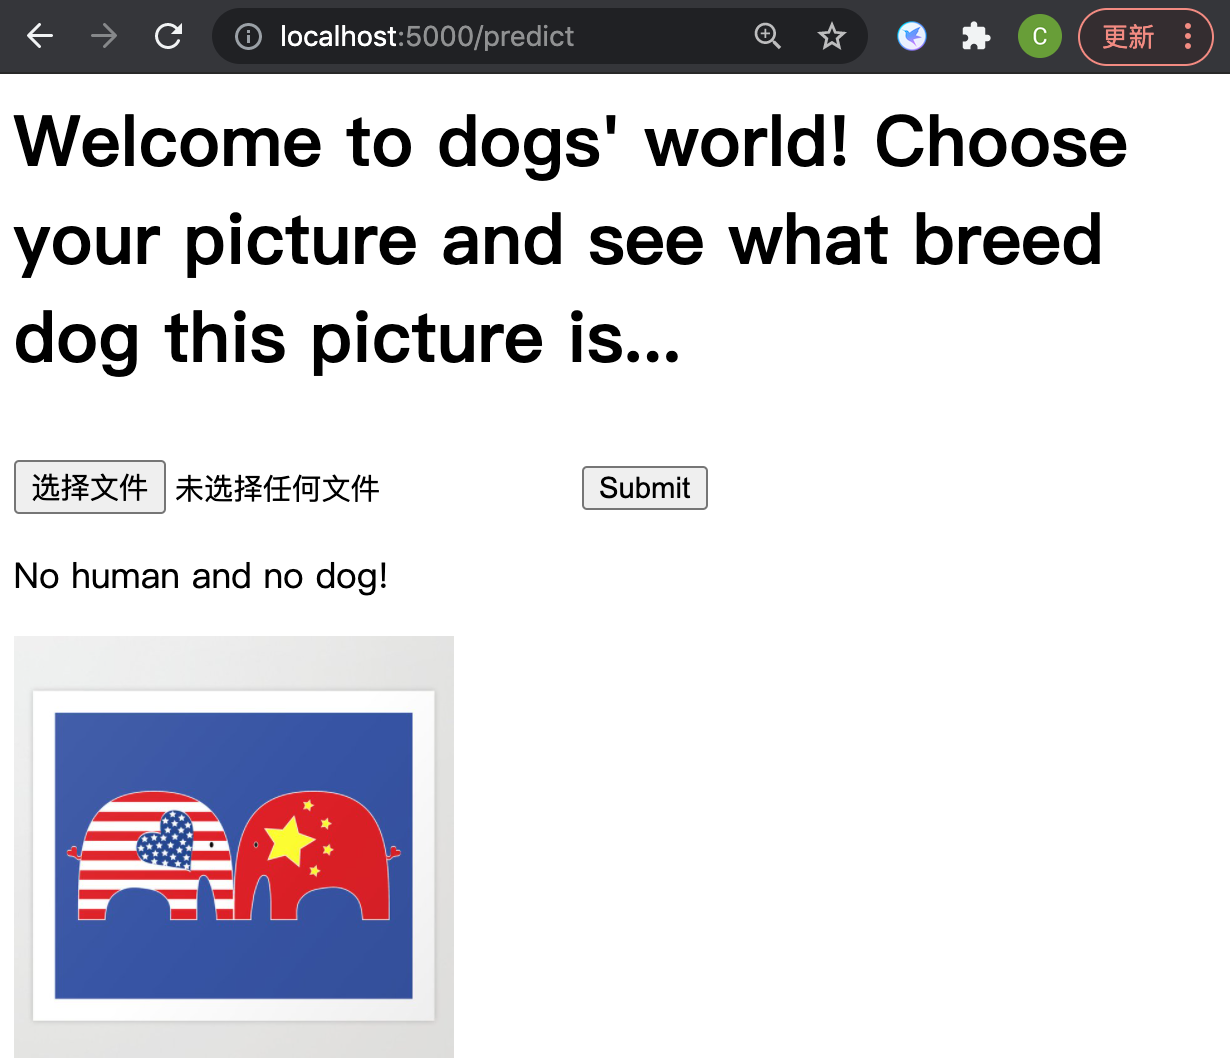 localhost:5000/predict
C
更新
Welcome to dogs' world! Choose
your picture and see what breed
dog this picture is...
选择文件 未选择任何文件 Submit
No human and no dog!